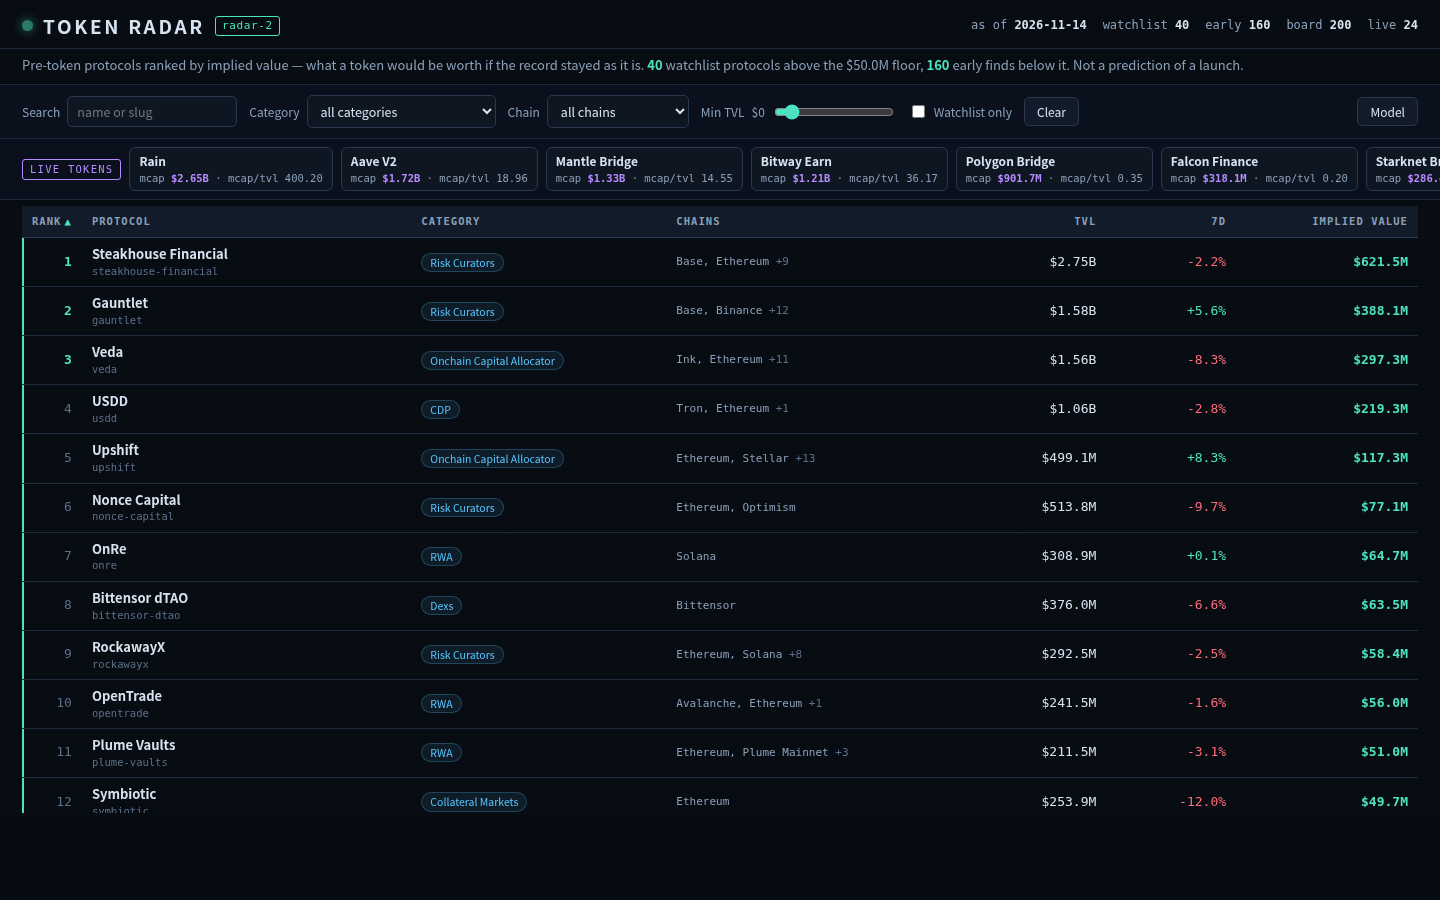 TOKEN RADAR radar-2 as of 2026-11-14 watchlist 40 early 160 board 200 live 24
Pre-token protocols ranked by implied value — what a token would be worth if the record stayed as it is. 40 watchlist protocols above the $50.0M floor, 160 early finds below it. Not a prediction of a launch.
Search name or slug Category all categories Chain all chains Min TVL $0 Watchlist only Clear Model
LIVE TOKENS
Rain
mcap $2.65B · mcap/tvl 400.20
Aave V2
mcap $1.72B · mcap/tvl 18.96
Mantle Bridge
mcap $1.33B · mcap/tvl 14.55
Bitway Earn
mcap $1.21B · mcap/tvl 36.17
Polygon Bridge
mcap $901.7M · mcap/tvl 0.35
Falcon Finance
mcap $318.1M · mcap/tvl 0.20
Starknet Br
mcap $286.
RANK ▲ PROTOCOL CATEGORY CHAINS TVL 7D IMPLIED VALUE
1 Steakhouse Financial Risk Curators Base, Ethereum +9 $2.75B -2.2% $621.5M
steakhouse-financial
2 Gauntlet Risk Curators Base, Binance +12 $1.58B +5.6% $388.1M
gauntlet
3 Veda Onchain Capital Allocator Ink, Ethereum +11 $1.56B -8.3% $297.3M
veda
4 USDD CDP Tron, Ethereum +1 $1.06B -2.8% $219.3M
usdd
5 Upshift Onchain Capital Allocator Ethereum, Stellar +13 $499.1M +8.3% $117.3M
upshift
6 Nonce Capital Risk Curators Ethereum, Optimism $513.8M -9.7% $77.1M
nonce-capital
7 OnRe RWA Solana $308.9M +0.1% $64.7M
onre
8 Bittensor dTAO Dexs Bittensor $376.0M -6.6% $63.5M
bittensor-dtao
9 RockawayX Risk Curators Ethereum, Solana +8 $292.5M -2.5% $58.4M
rockawayx
10 OpenTrade RWA Avalanche, Ethereum +1 $241.5M -1.6% $56.0M
opentrade
11 Plume Vaults RWA Ethereum, Plume Mainnet +3 $211.5M -3.1% $51.0M
plume-vaults
12 Symbiotic Collateral Markets Ethereum $253.9M -12.0% $49.7M
symbiotic